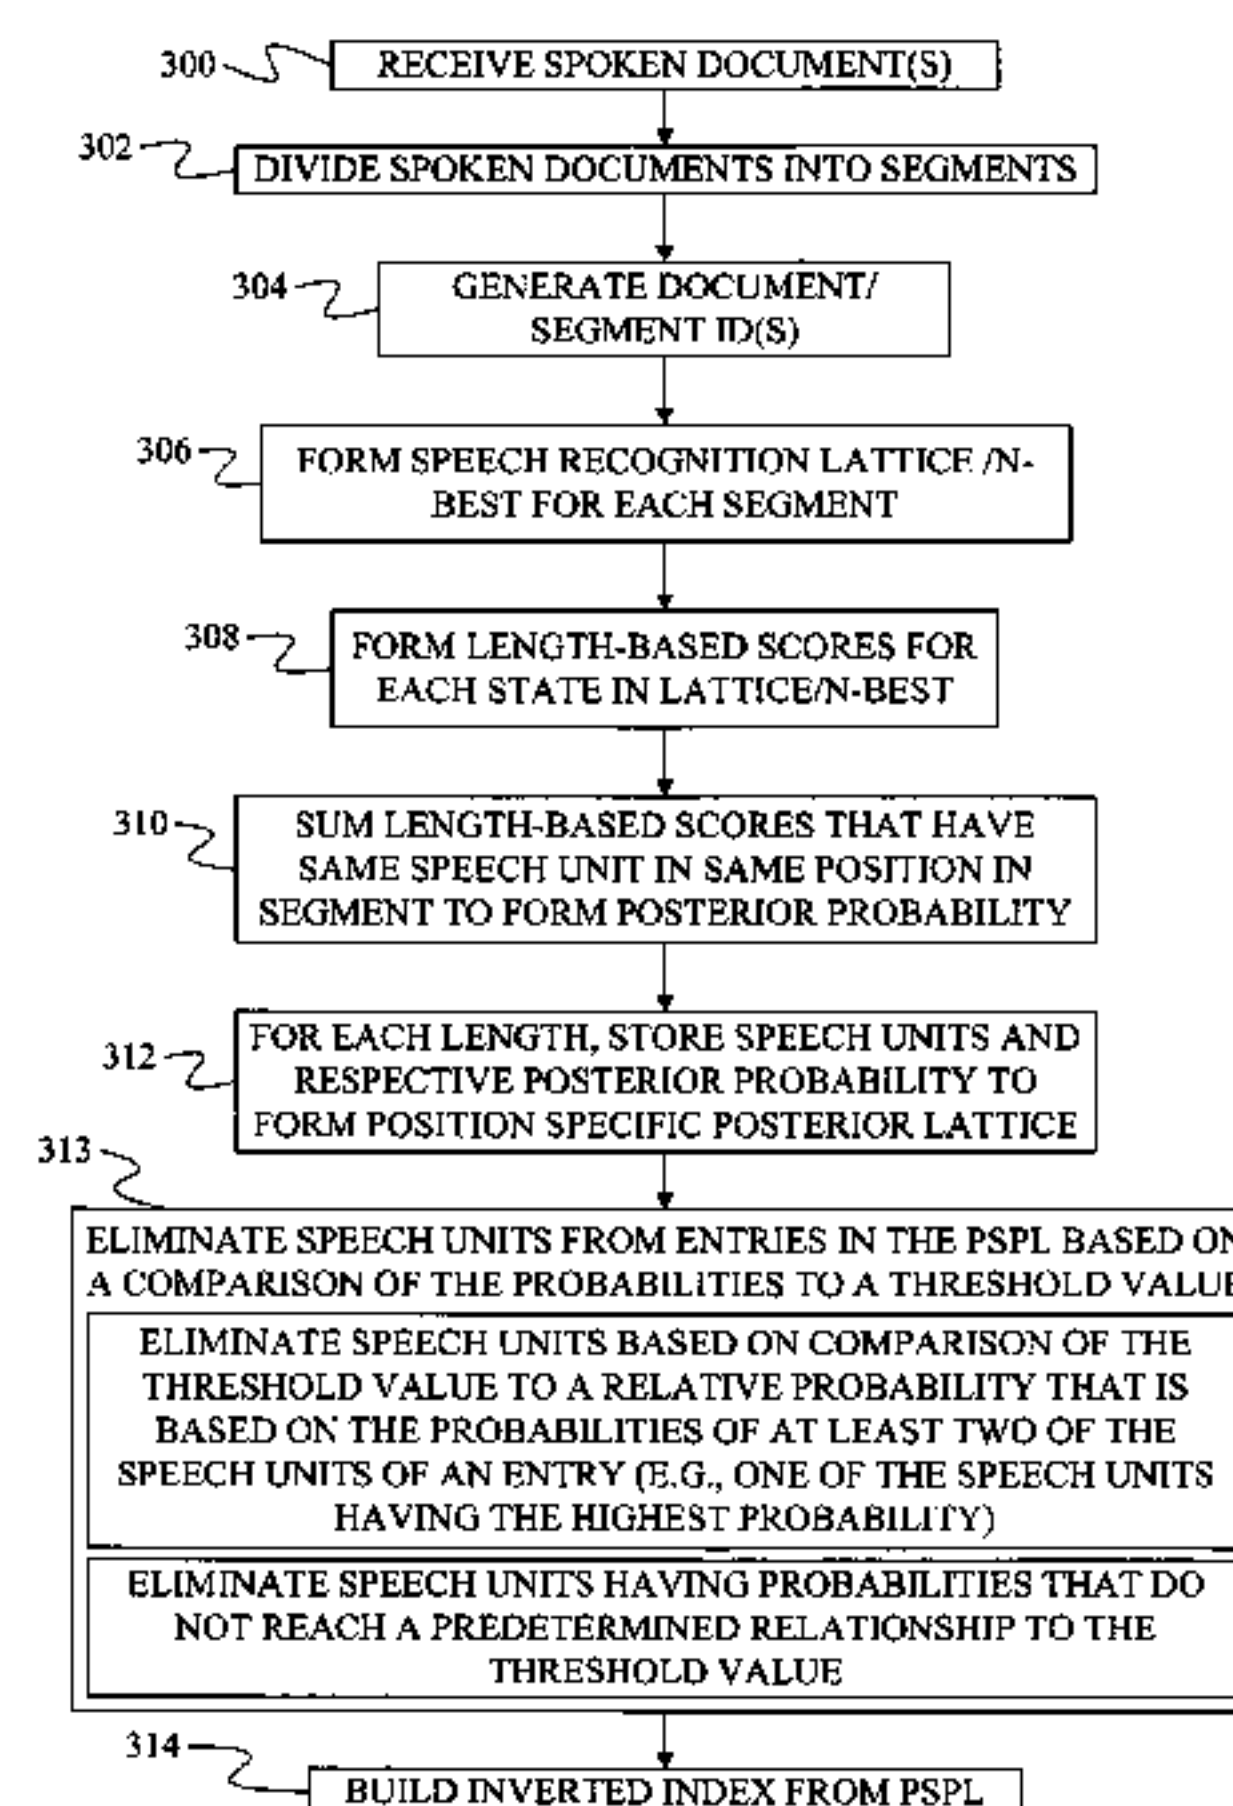 300
RECEIVE SPOKEN DOCUMENT(S)
302
DIVIDE SPOKEN DOCUMENTS INTO SEGMENTS
304
GENERATE DOCUMENT/
SEGMENT ID(S)
306
FORM SPEECH RECOGNITION LATTICE /N-
BEST FOR EACH SEGMENT
308
FORM LENGTH-BASED SCORES FOR
EACH STATE IN LATTICE/N-BEST
310
SUM LENGTH-BASED SCORES THAT HAVE
SAME SPEECH UNIT IN SAME POSITION IN
SEGMENT TO FORM POSTERIOR PROBABILITY
312
FOR EACH LENGTH, STORE SPEECH UNITS AND
RESPECTIVE POSTERIOR PROBABILITY TO
FORM POSITION SPECIFIC POSTERIOR LATTICE
313
ELIMINATE SPEECH UNITS FROM ENTRIES IN THE PSPL BASED ON
A COMPARISON OF THE PROBABILITIES TO A THRESHOLD VALUE
ELIMINATE SPEECH UNITS BASED ON COMPARISON OF THE
THRESHOLD VALUE TO A RELATIVE PROBABILITY THAT IS
BASED ON THE PROBABILITIES OF AT LEAST TWO OF THE
SPEECH UNITS OF AN ENTRY (E.G., ONE OF THE SPEECH UNITS
HAVING THE HIGHEST PROBABILITY)
ELIMINATE SPEECH UNITS HAVING PROBABILITIES THAT DO
NOT REACH A PREDETERMINED RELATIONSHIP TO THE
THRESHOLD VALUE
314
BUILD INVERTED INDEX FROM PSPL